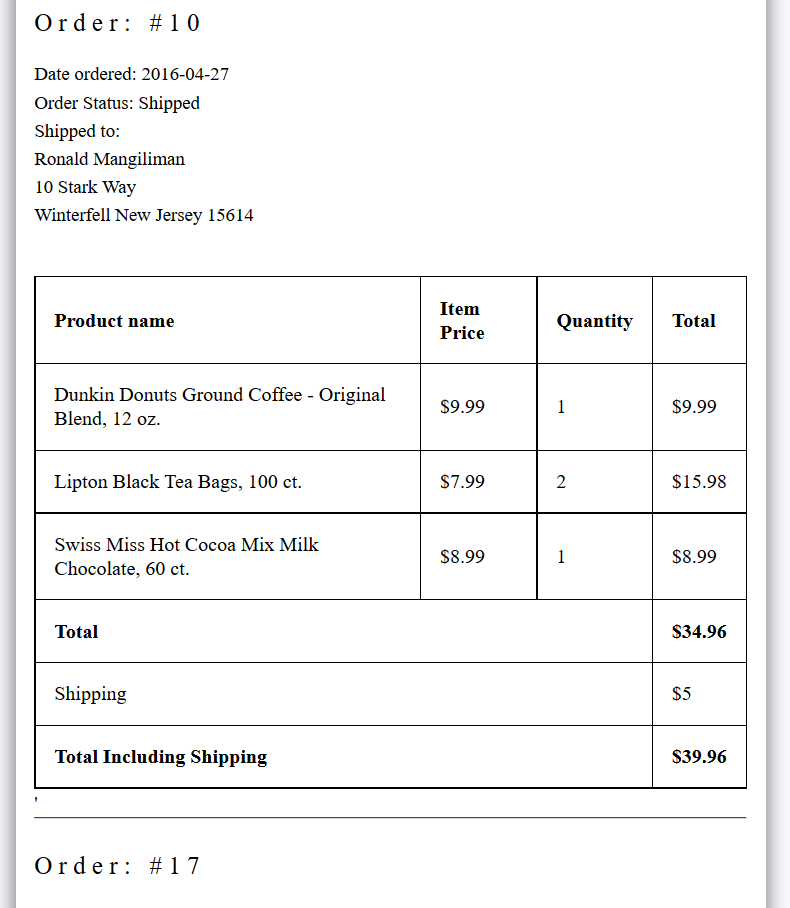 Order: #10
Date ordered: 2016-04-27
Order Status: Shipped
Shipped to:
Ronald Mangiliman
10 Stark Way
Winterfell New Jersey 15614
Product name Item Price Quantity Total
Dunkin Donuts Ground Coffee - Original
Blend, 12 oz. $9.99 1 $9.99
Lipton Black Tea Bags, 100 ct. $7.99 2 $15.98
Swiss Miss Hot Cocoa Mix Milk
Chocolate, 60 ct. $8.99 1 $8.99
Total $34.96
Shipping $5
Total Including Shipping $39.96
'
Order: #17